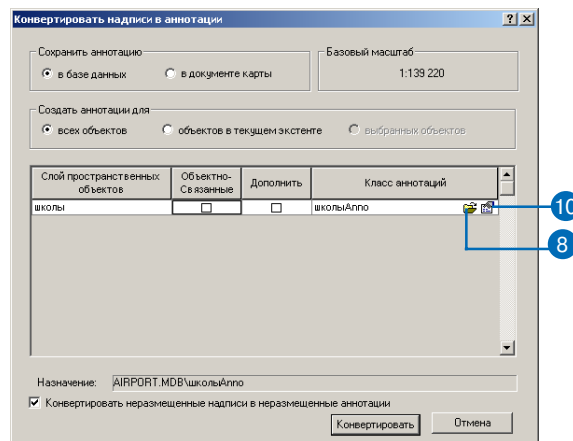 Конвертировать надписи в аннотации
Сохранить аннотацию
Базовый масштаб
в базе данных
в документе карты
1:139 220
Создать аннотации для
всех объектов
объектов в текущем экстенте
выбранных объектов
Слой пространственных объектов
Объектно-Связанные
Дополнить
Класс аннотаций
школы
школыAnno
10
8
Назначение:
AIRPORT.MDB\школыAnno
Конвертировать неразмещенные надписи в неразмещенные аннотации
Конвертировать
Отмена